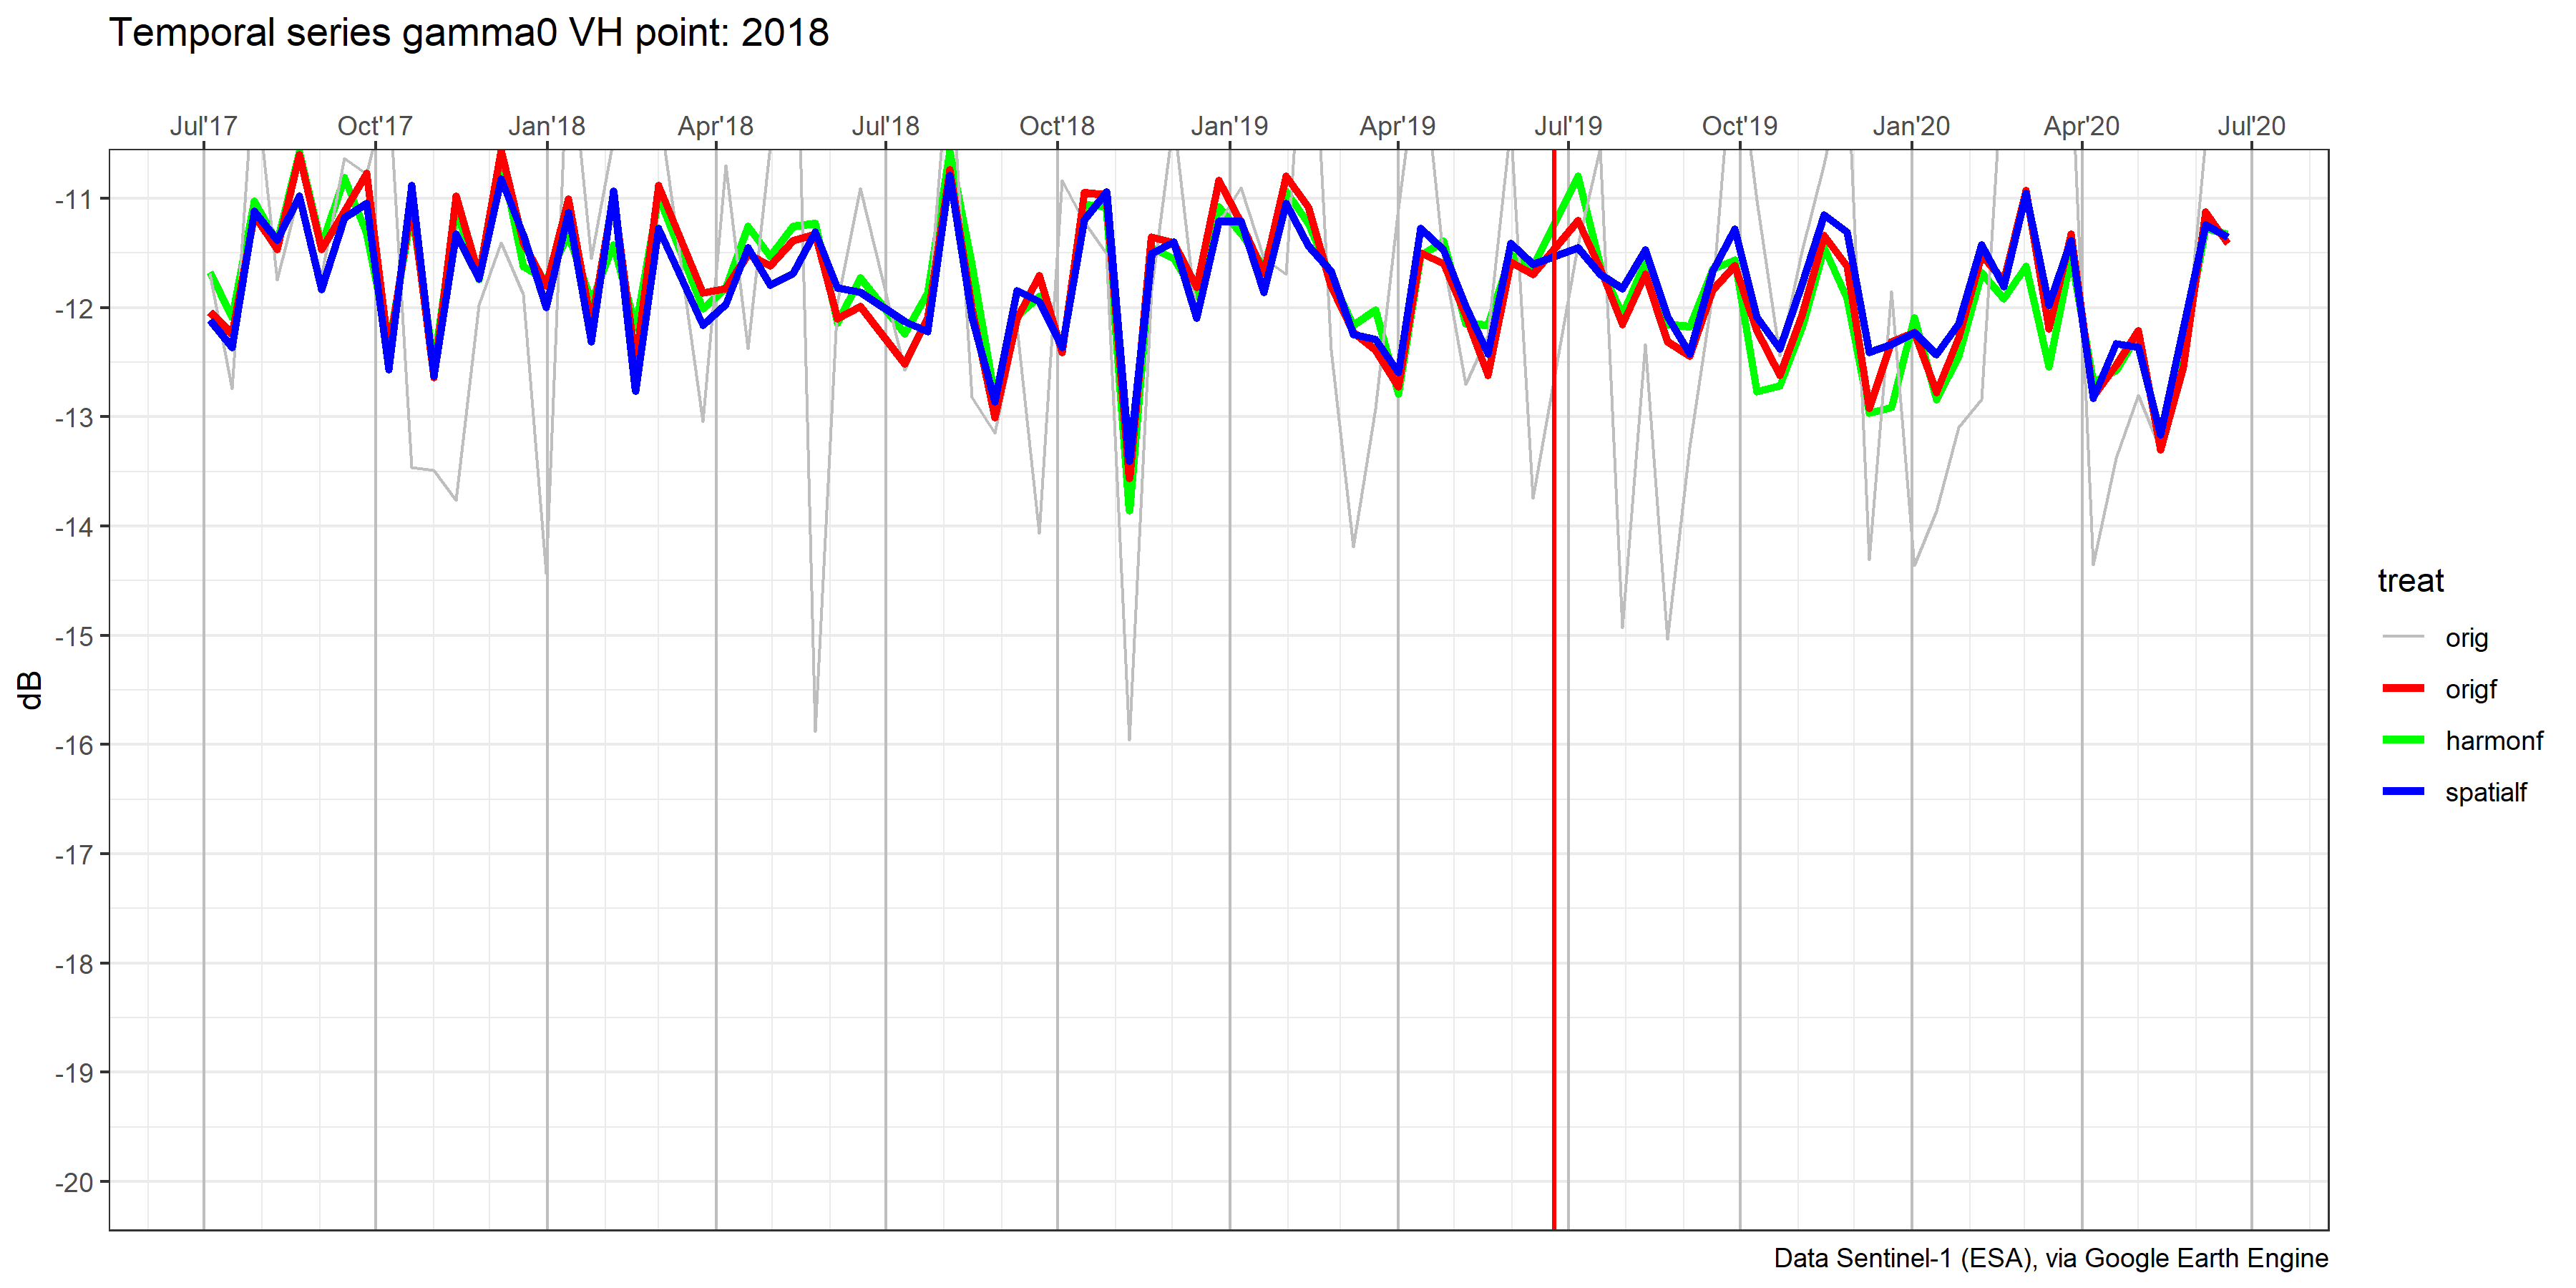 Temporal series gamma0 VH point: 2018
Jul'17 Oct'17 Jan'18 Apr'18 Jul'18 Oct'18 Jan'19 Apr'19 Jul'19 Oct'19 Jan'20 Apr'20 Jul'20
-11
-12
-13
-14
-15
-16
-17
-18
-19
-20
dB
treat
orig
origf
harmonf
spatialf
Data Sentinel-1 (ESA), via Google Earth Engine